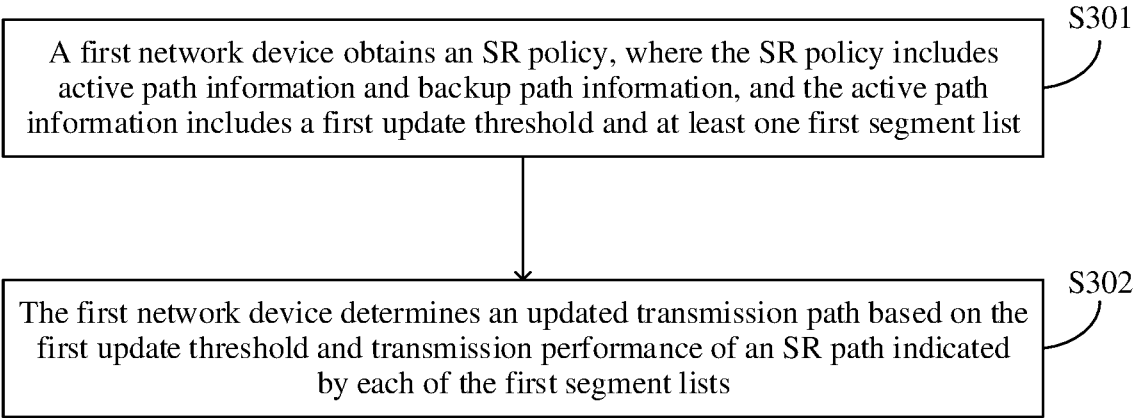 S301
A first network device obtains an SR policy, where the SR policy includes
active path information and backup path information, and the active path
information includes a first update threshold and at least one first segment list
S302
The first network device determines an updated transmission path based on the
first update threshold and transmission performance of an SR path indicated
by each of the first segment lists